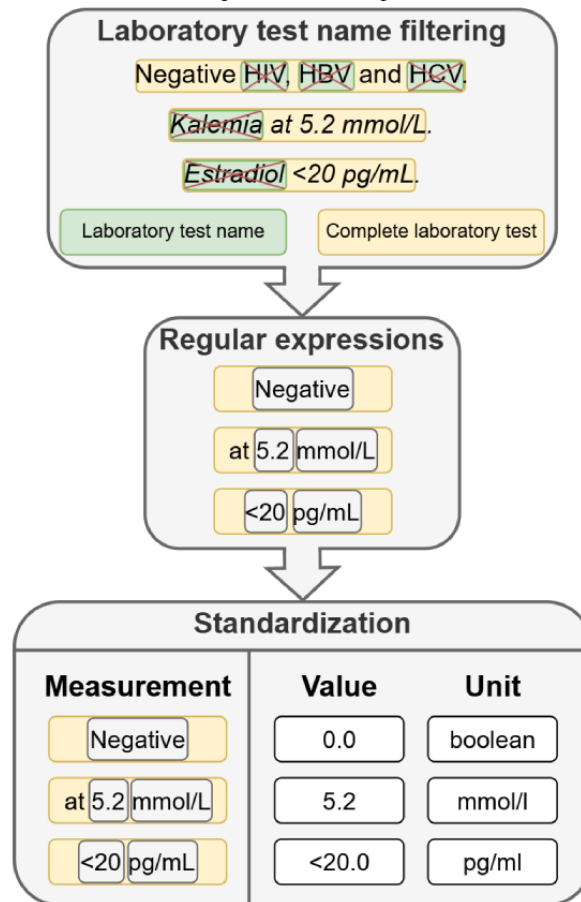 Laboratory test name filtering
Negative HIV, HBV and HCV.
Kalemia at 5.2 mmol/L.
Estradiol <20 pg/mL.
Laboratory test name
Complete laboratory test
Regular expressions
Negative
at 5.2 mmol/L
<20 pg/mL
Standardization
Measurement Value Unit
Negative 0.0 boolean
at 5.2 mmol/L 5.2 mmol/l
<20 pg/mL <20.0 pg/ml